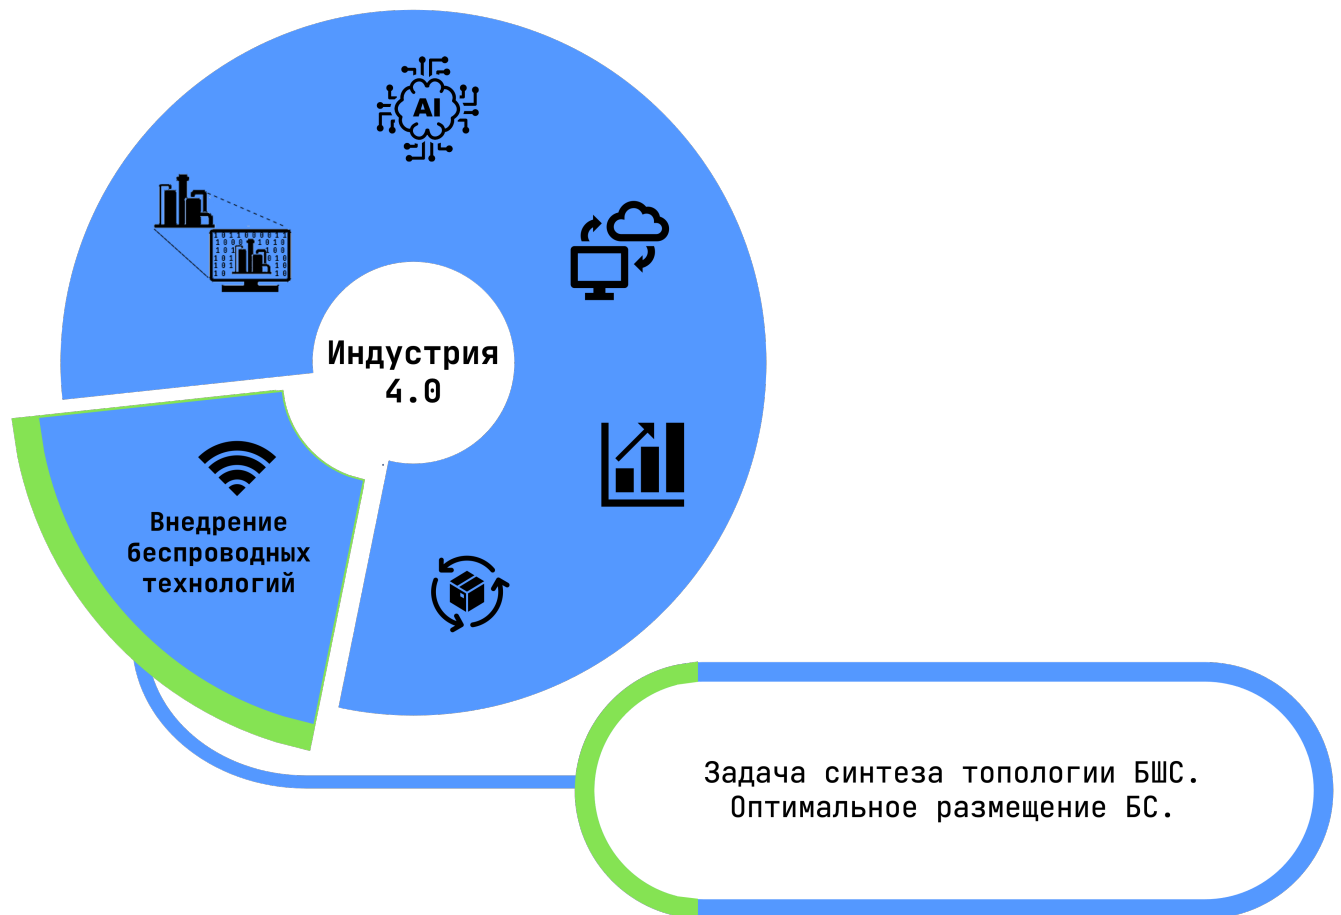 AI
Индустрия
4.0
Внедрение
беспроводных
технологий
Задача синтеза топологии БШС.
Оптимальное размещение БС.